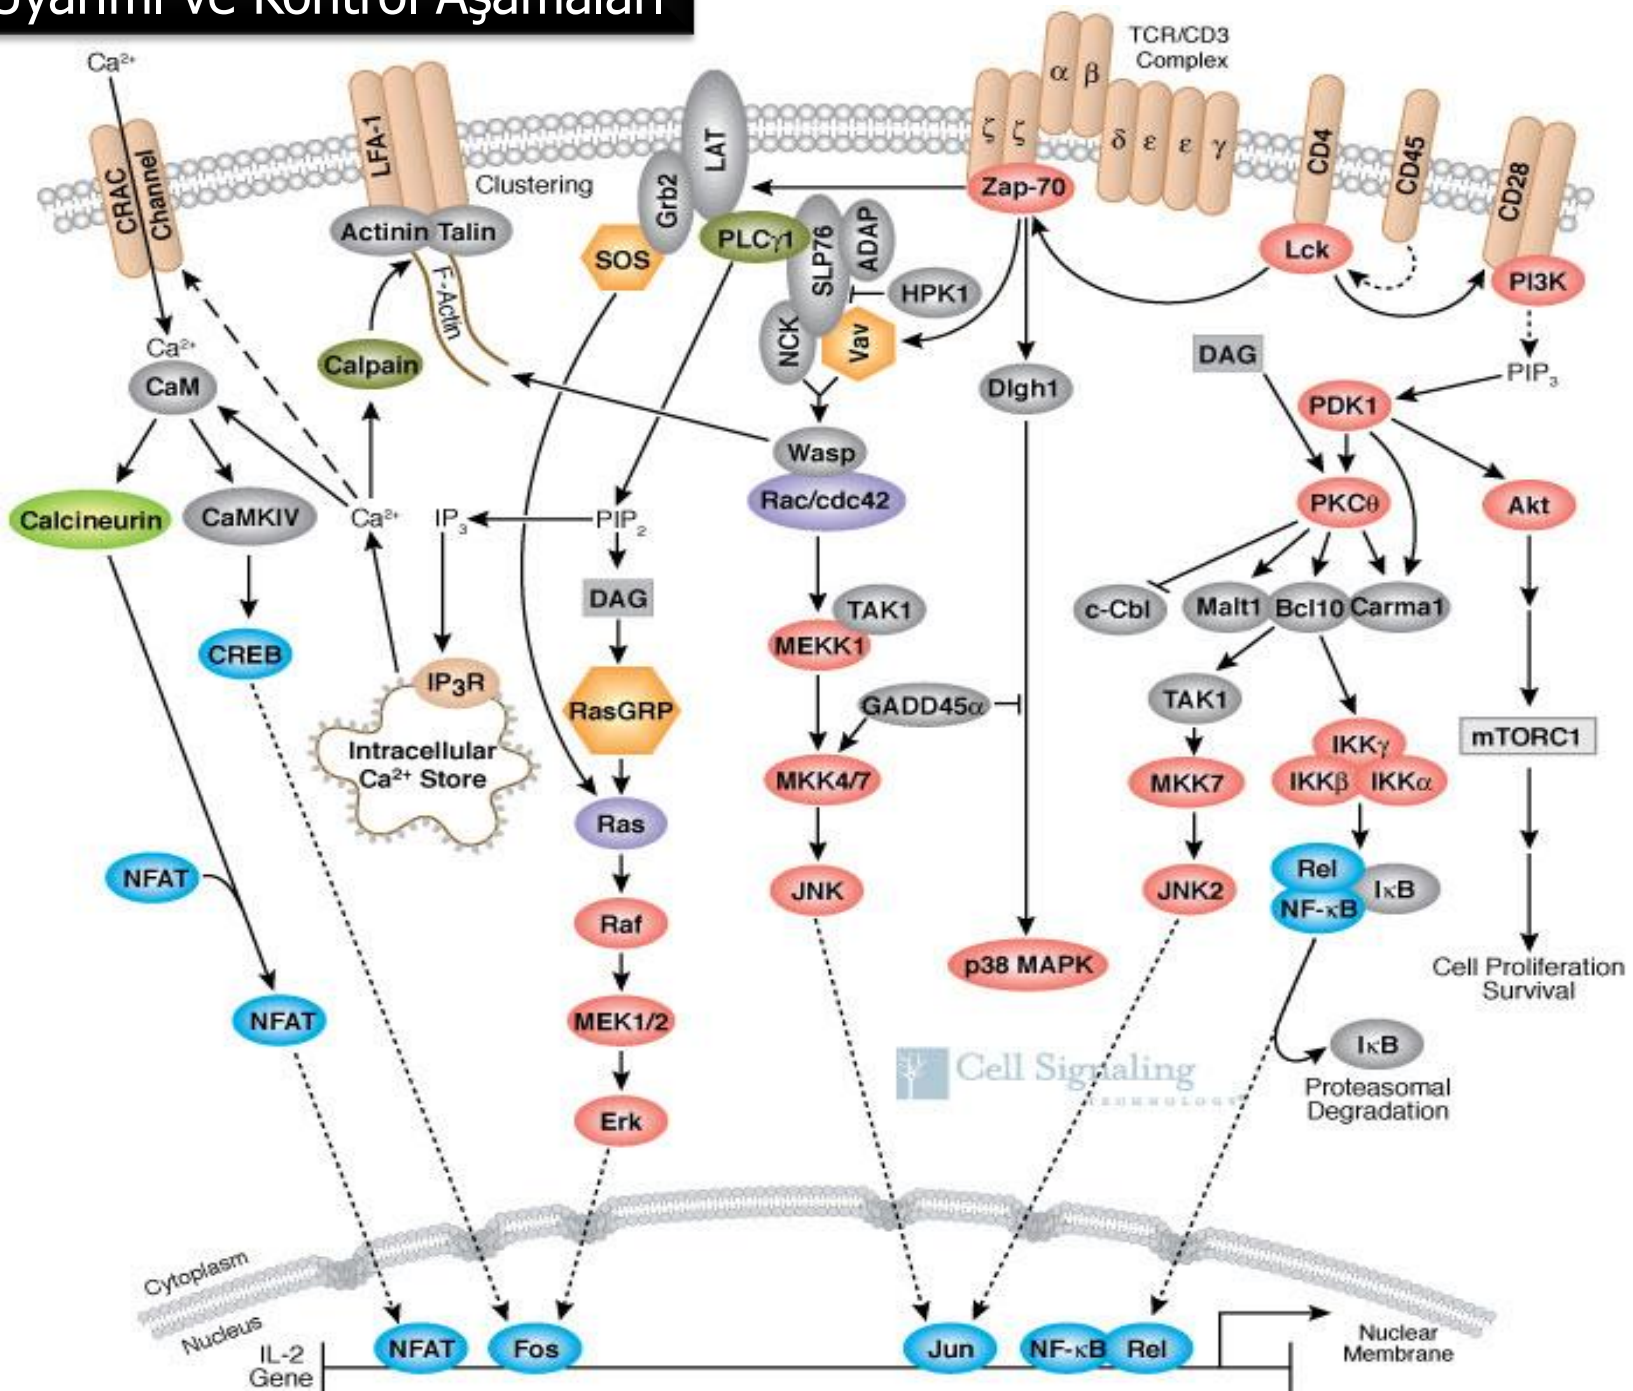 Uyarımı ve Kontrol Aşamaları
TCR/CD3
Complex
Ca²⁺
CRAC
Channel
LFA-1
Clustering
Actinin Talin
F-Actin
LAT
Grb2
SOS
PLCγ1
SLP76
ADAP
HPK1
NCK
Vav
ζ ζ
α β
δ ε ε γ
Zap-70
CD4
CD45
CD28
Lck
PI3K
Ca²⁺
CaM
Calpain
Dlgh1
DAG
PIP₃
PDK1
Wasp
Rac/cdc42
PKCθ
Akt
Calcineurin
CaMKIV
Ca²⁺
IP₃
PIP₂
DAG
TAK1
MEKK1
c-Cbl
Malt1 Bcl10 Carma1
CREB
IP₃R
RasGRP
GADD45α
TAK1
Intracellular
Ca²⁺ Store
IKKγ
IKKβ IKKα
mTORC1
MKK4/7
MKK7
Ras
NFAT
JNK
JNK2
Rel
NF-κB
IκB
Raf
p38 MAPK
Cell Proliferation
Survival
NFAT
MEK1/2
IκB
Proteasomal
Degradation
Cell Signaling
TECHNOLOGY®
Erk
Cytoplasm
Nucleus
IL-2
Gene
NFAT
Fos
Jun
NF-κB Rel
Nuclear
Membrane